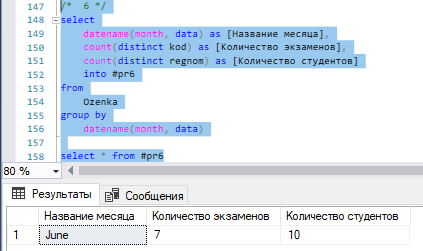 147 /* 6 */
148 select
149 datename(month, data) as [Название месяца],
150 count(distinct kod) as [Количество экзаменов],
151 count(distinct regnom) as [Количество студентов]
152 into #pr6
153 from
154 Ozenka
155 group by
156 datename(month, data)
157
158 select * from #pr6
80 %
Результаты Сообщения
Название месяца Количество экзаменов Количество студентов
1 June 7 10